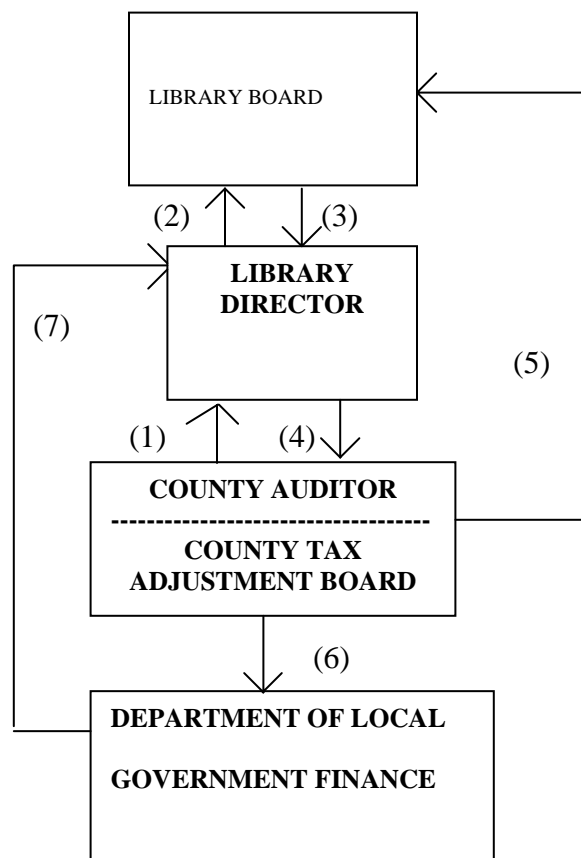 LIBRARY BOARD
(2)
(3)
LIBRARY
DIRECTOR
(7)
(5)
(1)
(4)
COUNTY AUDITOR
-----------------------------------
COUNTY TAX
ADJUSTMENT BOARD
(6)
DEPARTMENT OF LOCAL
GOVERNMENT FINANCE